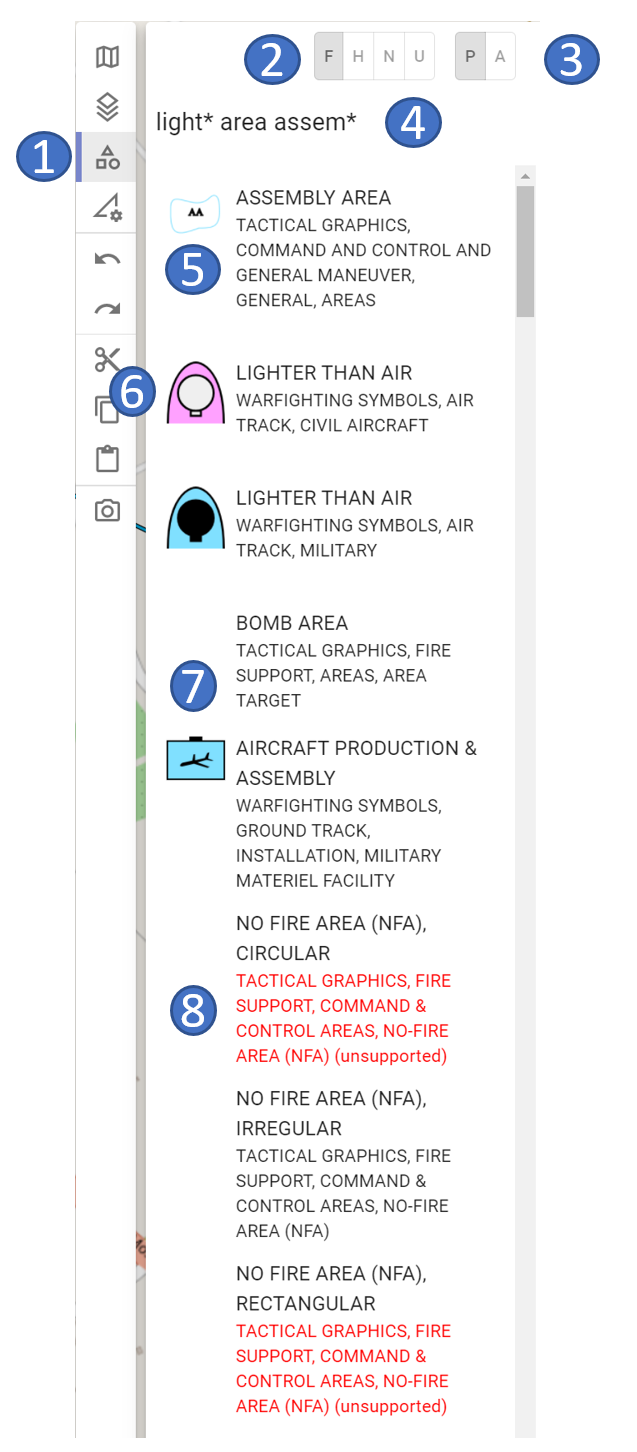 2
F H N U
P A
3
light* area assem*
4
1
ASSEMBLY AREA
TACTICAL GRAPHICS,
COMMAND AND CONTROL AND
GENERAL MANEUVER,
GENERAL, AREAS
5
LIGHTER THAN AIR
WARFIGHTING SYMBOLS, AIR
TRACK, CIVIL AIRCRAFT
6
LIGHTER THAN AIR
WARFIGHTING SYMBOLS, AIR
TRACK, MILITARY
BOMB AREA
TACTICAL GRAPHICS, FIRE
SUPPORT, AREAS, AREA
TARGET
7
AIRCRAFT PRODUCTION &
ASSEMBLY
WARFIGHTING SYMBOLS,
GROUND TRACK,
INSTALLATION, MILITARY
MATERIEL FACILITY
NO FIRE AREA (NFA),
CIRCULAR
TACTICAL GRAPHICS, FIRE
SUPPORT, COMMAND &
CONTROL AREAS, NO-FIRE
AREA (NFA) (unsupported)
8
NO FIRE AREA (NFA),
IRREGULAR
TACTICAL GRAPHICS, FIRE
SUPPORT, COMMAND &
CONTROL AREAS, NO-FIRE
AREA (NFA)
NO FIRE AREA (NFA),
RECTANGULAR
TACTICAL GRAPHICS, FIRE
SUPPORT, COMMAND &
CONTROL AREAS, NO-FIRE
AREA (NFA) (unsupported)